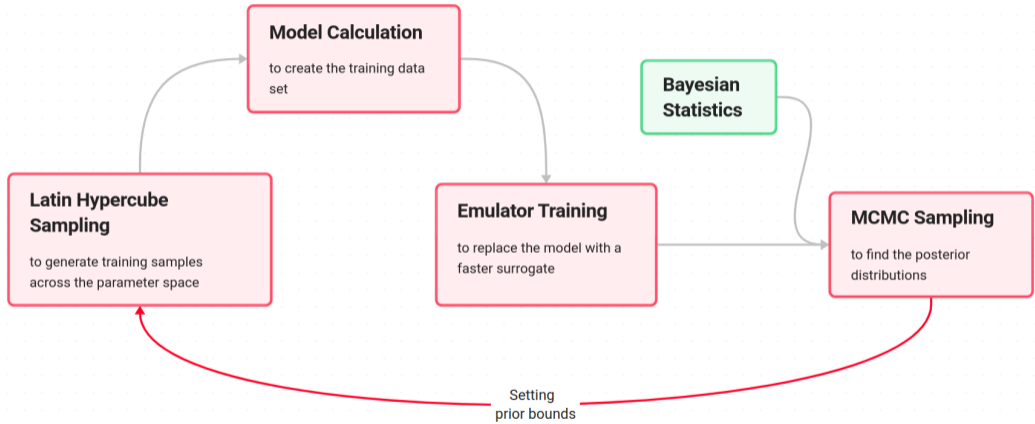 Model Calculation
to create the training data
set
Bayesian
Statistics
Latin Hypercube
Sampling
to generate training samples
across the parameter space
Emulator Training
to replace the model with a
faster surrogate
MCMC Sampling
to find the posterior
distributions
Setting
prior bounds